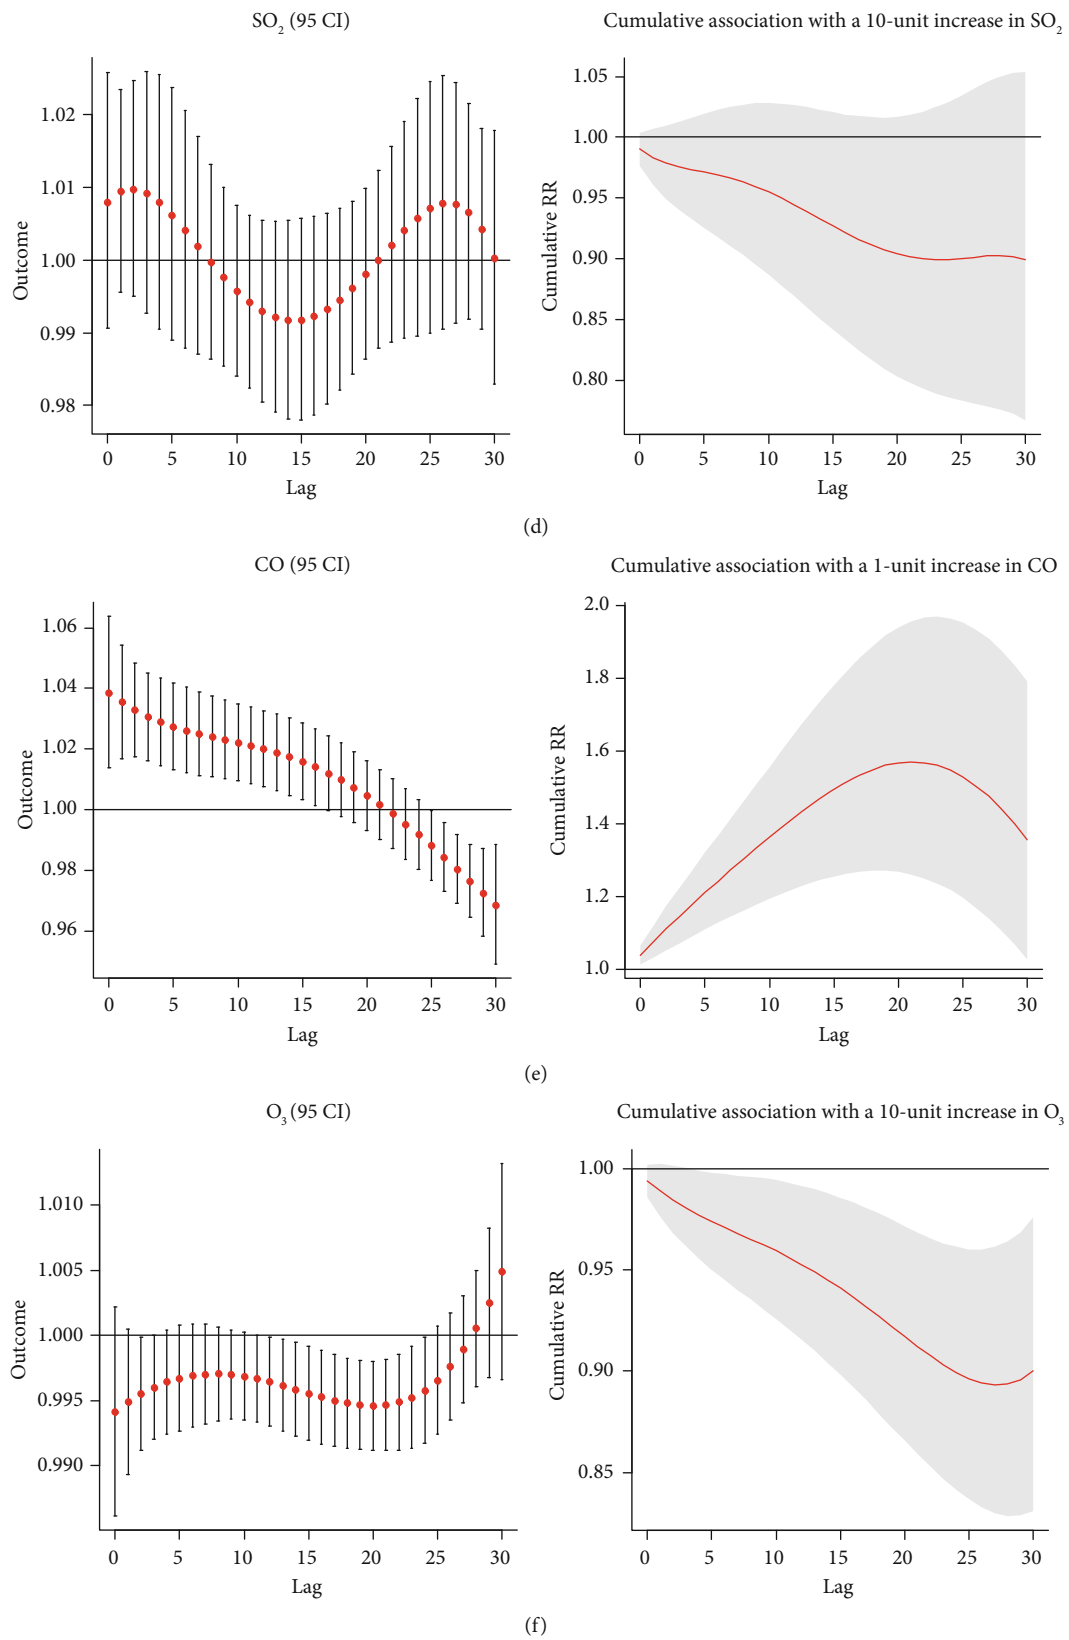 SO2 (95 CI)
Cumulative association with a 10-unit increase in SO2
Outcome
1.02
1.01
1.00
0.99
0.98
0 5 10 15 20 25 30
Lag
Cumulative RR
1.05
1.00
0.95
0.90
0.85
0.80
0 5 10 15 20 25 30
Lag
(d)
CO (95 CI)
Cumulative association with a 1-unit increase in CO
Outcome
1.06
1.04
1.02
1.00
0.98
0.96
0 5 10 15 20 25 30
Lag
Cumulative RR
2.0
1.8
1.6
1.4
1.2
1.0
0 5 10 15 20 25 30
Lag
(e)
O3 (95 CI)
Cumulative association with a 10-unit increase in O3
Outcome
1.010
1.005
1.000
0.995
0.990
0 5 10 15 20 25 30
Lag
Cumulative RR
1.00
0.95
0.90
0.85
0 5 10 15 20 25 30
Lag
(f)